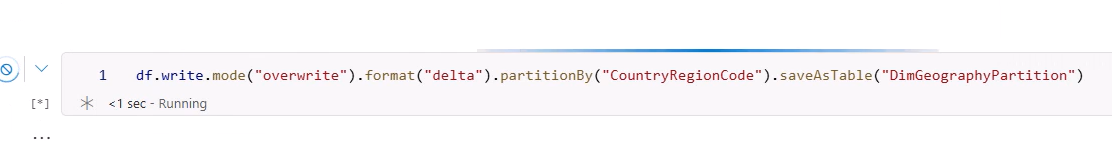 1 df.write.mode("overwrite").format("delta").partitionBy("CountryRegionCode").saveAsTable("DimGeographyPartition")
[*] <1 sec - Running
...